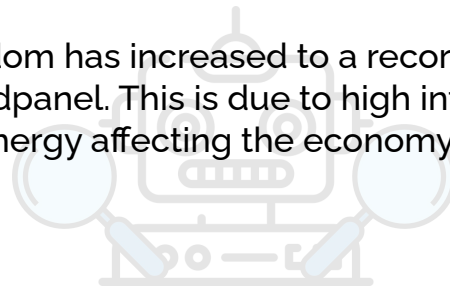 dom has increased to a recor
dpanel. This is due to high in
nergy affecting the economy